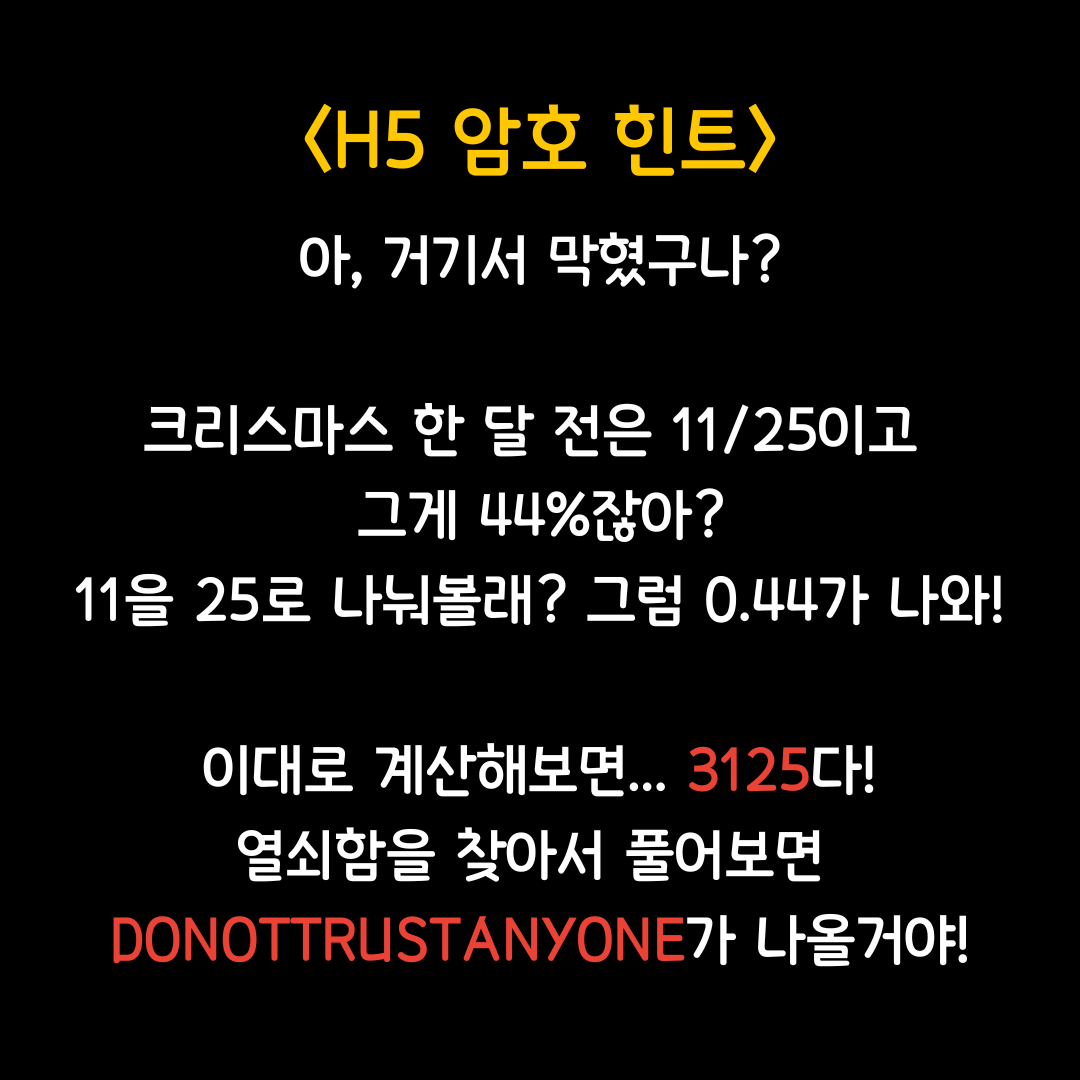 <H5 암호 힌트>
아, 거기서 막혔구나?
크리스마스 한 달 전은 11/25이고
그게 44%잖아?
11을 25로 나눠볼래? 그럼 0.44가 나와!
이대로 계산해보면... 3125다!
열쇠함을 찾아서 풀어보면
DONOTTRUSTANYONE가 나올거야!